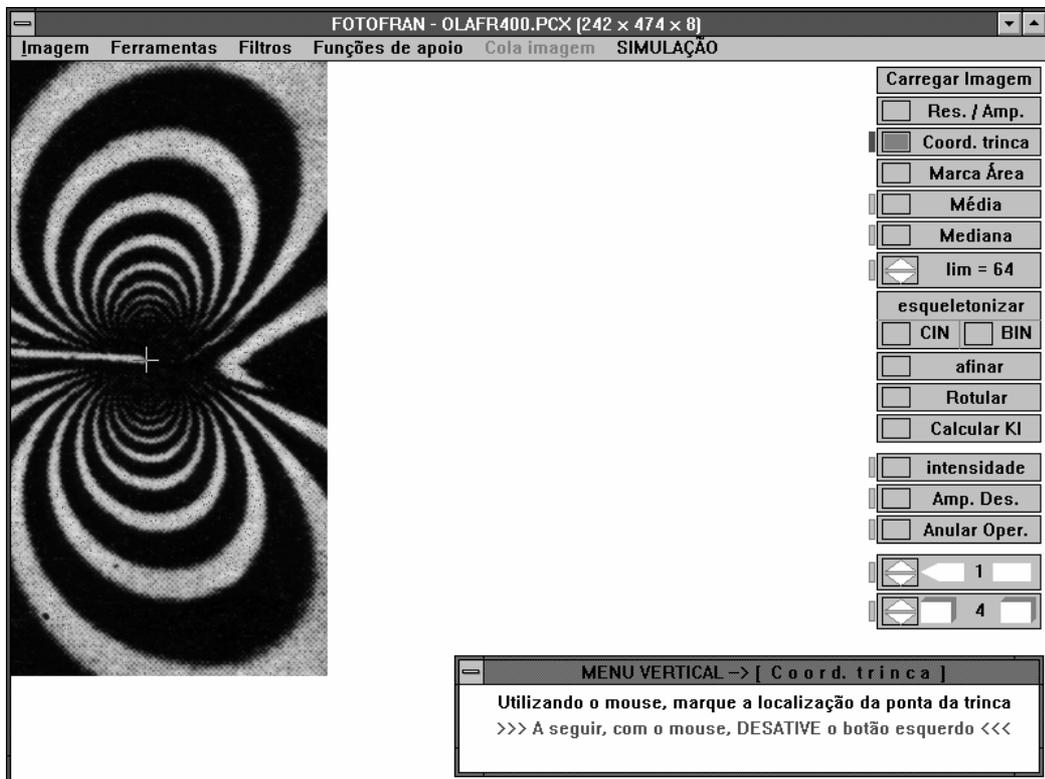 FOTOFRAN - OLAFR400.PCX (242 x 474 x 8)
Imagem Ferramentas Filtros Funções de apoio Cola imagem SIMULAÇÃO
Carregar Imagem
Res. / Amp.
Coord. trinca
Marca Área
Média
Mediana
lim = 64
esqueletonizar
CIN BIN
afinar
Rotular
Calcular KI
intensidade
Amp. Des.
Anular Oper.
1
4
MENU VERTICAL --> [ C o o r d. t r i n c a ]
Utilizando o mouse, marque a localização da ponta da trinca
>>> A seguir, com o mouse, DESATIVE o botão esquerdo <<<